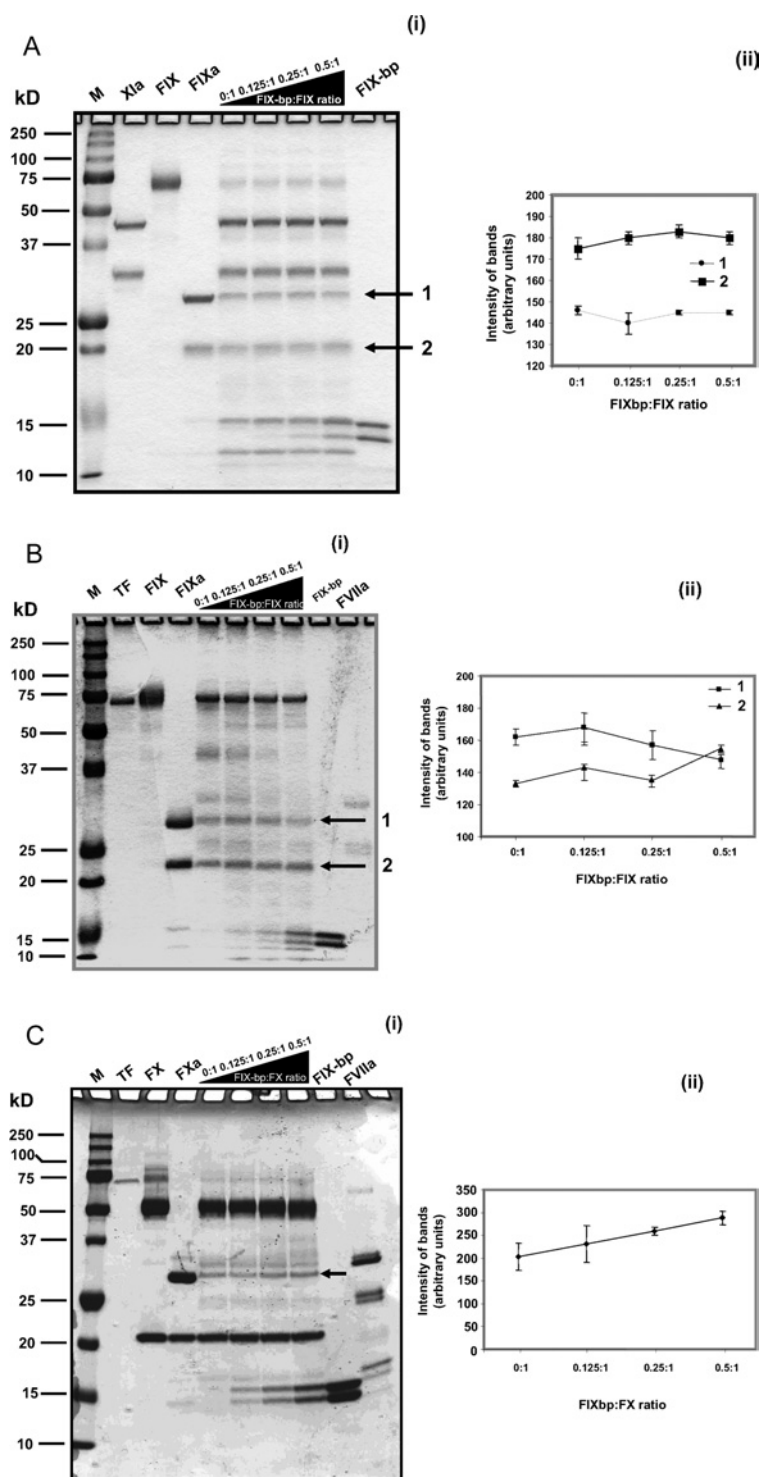 (i)
A
(ii)
kD
M XIa FIX FIXa 0:1 0.125:1 0.25:1 0.5:1 FIX-bp
FIX-bp:FIX ratio
250
100
75
50
37
25
20
15
10
1
2
Intensity of bands
(arbitrary units)
200
190
180
170
160
150
140
130
120
1
2
0:1 0.125:1 0.25:1 0.5:1
FIXbp:FIX ratio
B
(i)
(ii)
kD
M TF FIX FIXa 0:1 0.125:1 0.25:1 0.5:1 FIX-bp FVIIa
FIX-bp:FIX ratio
250
100
75
50
37
25
20
15
10
1
2
Intensity of bands
(arbitrary units)
200
180
160
140
120
100
1
2
0:1 0.125:1 0.25:1 0.5:1
FIXbp:FIX ratio
C
(i)
(ii)
kD
M TF FX FXa 0:1 0.125:1 0.25:1 0.5:1 FIX-bp FVIIa
FIX-bp:FX ratio
250
100
75
50
37
25
20
15
10
Intensity of bands
(arbitrary units)
350
300
250
200
150
100
50
0
0:1 0.125:1 0.25:1 0.5:1
FIXbp:FX ratio